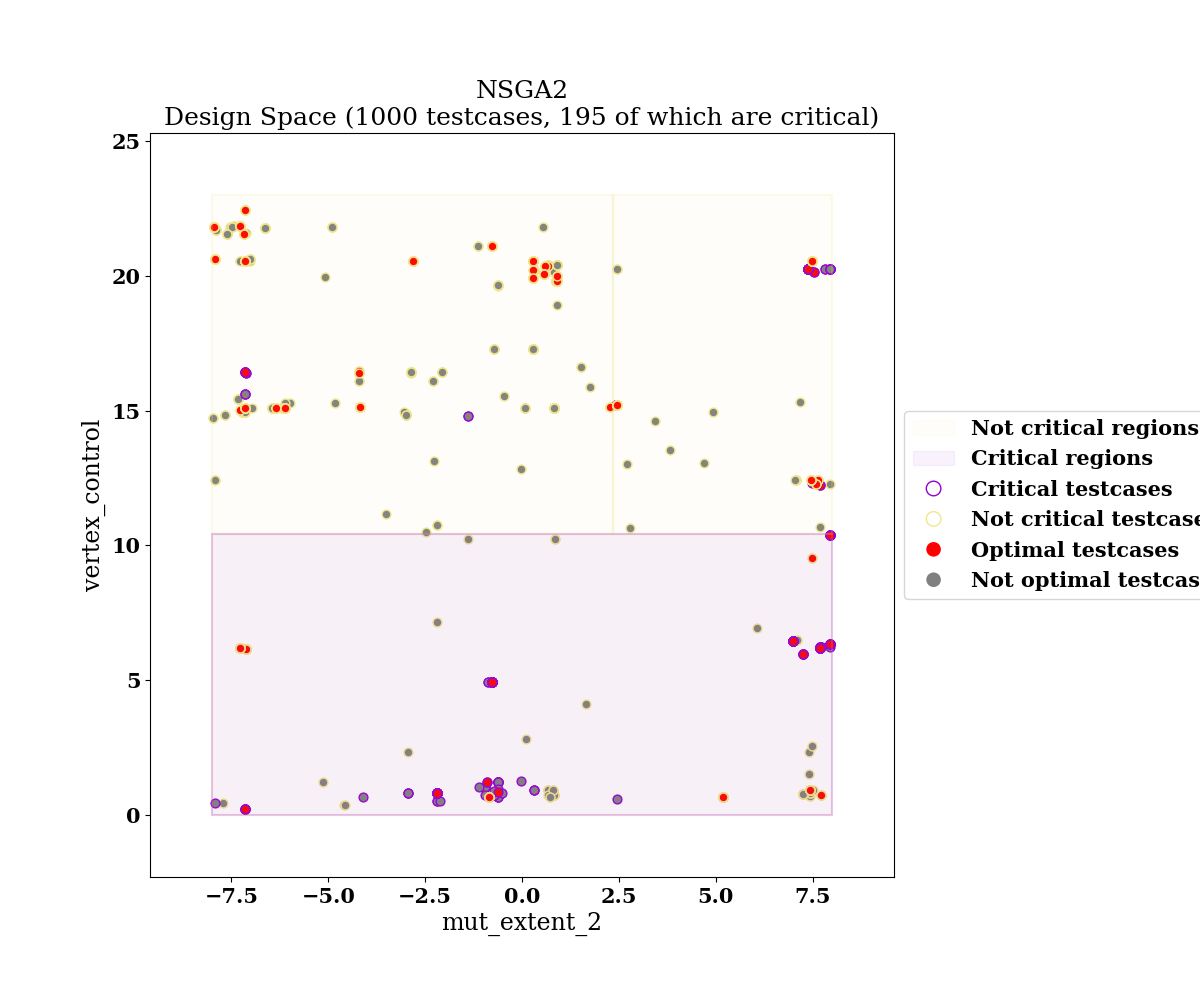 NSGA2
Design Space (1000 testcases, 195 of which are critical)
25
20
15
10
5
0
vertex_control
−7.5
−5.0
−2.5
0.0
2.5
5.0
7.5
mut_extent_2
Not critical regions
Critical regions
Critical testcases
Not critical testcase
Optimal testcases
Not optimal testcas